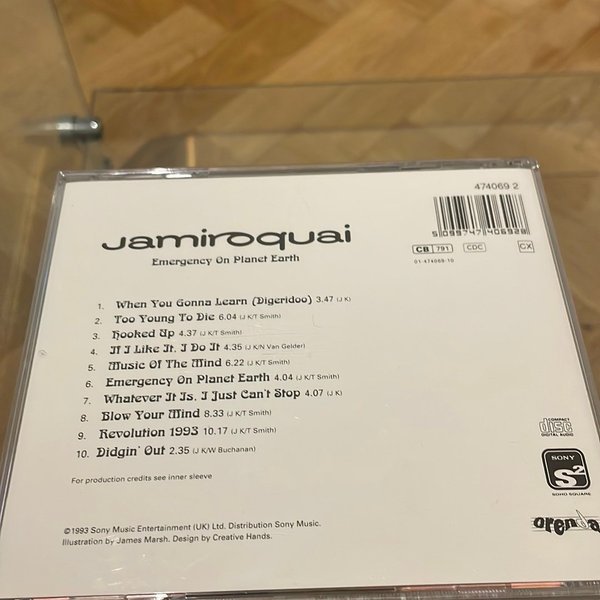 474069 2
5 099747 406928
CB 791 CDC CX
01-474069-10
Jamiroquai
Emergency On Planet Earth
1. When You Gonna Learn (Digeridoo) 3.47 (J K)
2. Too Young To Die 6.04 (J K/T Smith)
3. Hooked Up 4.37 (J K/T Smith)
4. If I Like It, I Do It 4.35 (J K/N Van Gelder)
5. Music Of The Mind 6.22 (J K/T Smith)
6. Emergency On Planet Earth 4.04 (J K/T Smith)
7. Whatever It Is, I Just Can't Stop 4.07 (J K)
8. Blow Your Mind 8.33 (J K/T Smith)
9. Revolution 1993 10.17 (J K/T Smith)
10. Didgin' Out 2.35 (J K/W Buchanan)
For production credits see inner sleeve
COMPACT
disc
DIGITAL AUDIO
SONY
S2
SOHO SQUARE
orenda
©1993 Sony Music Entertainment (UK) Ltd. Distribution Sony Music.
Illustration by James Marsh. Design by Creative Hands.